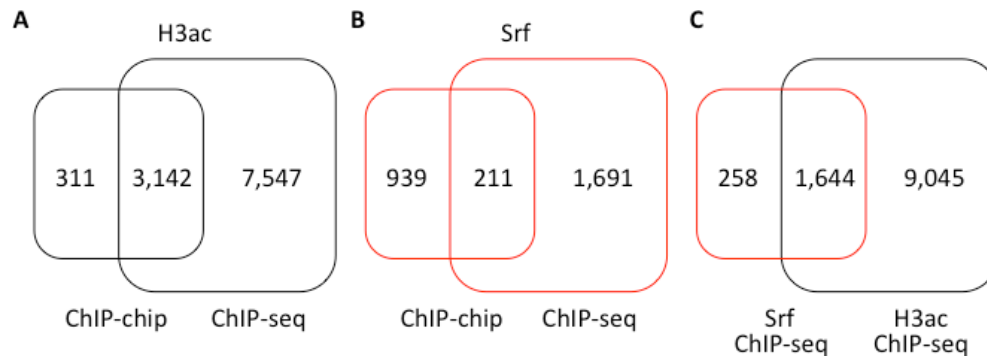 A
H3ac
311
3,142
7,547
ChIP-chip
ChIP-seq
B
Srf
939
211
1,691
ChIP-chip
ChIP-seq
C
258
1,644
9,045
Srf
ChIP-seq
H3ac
ChIP-seq